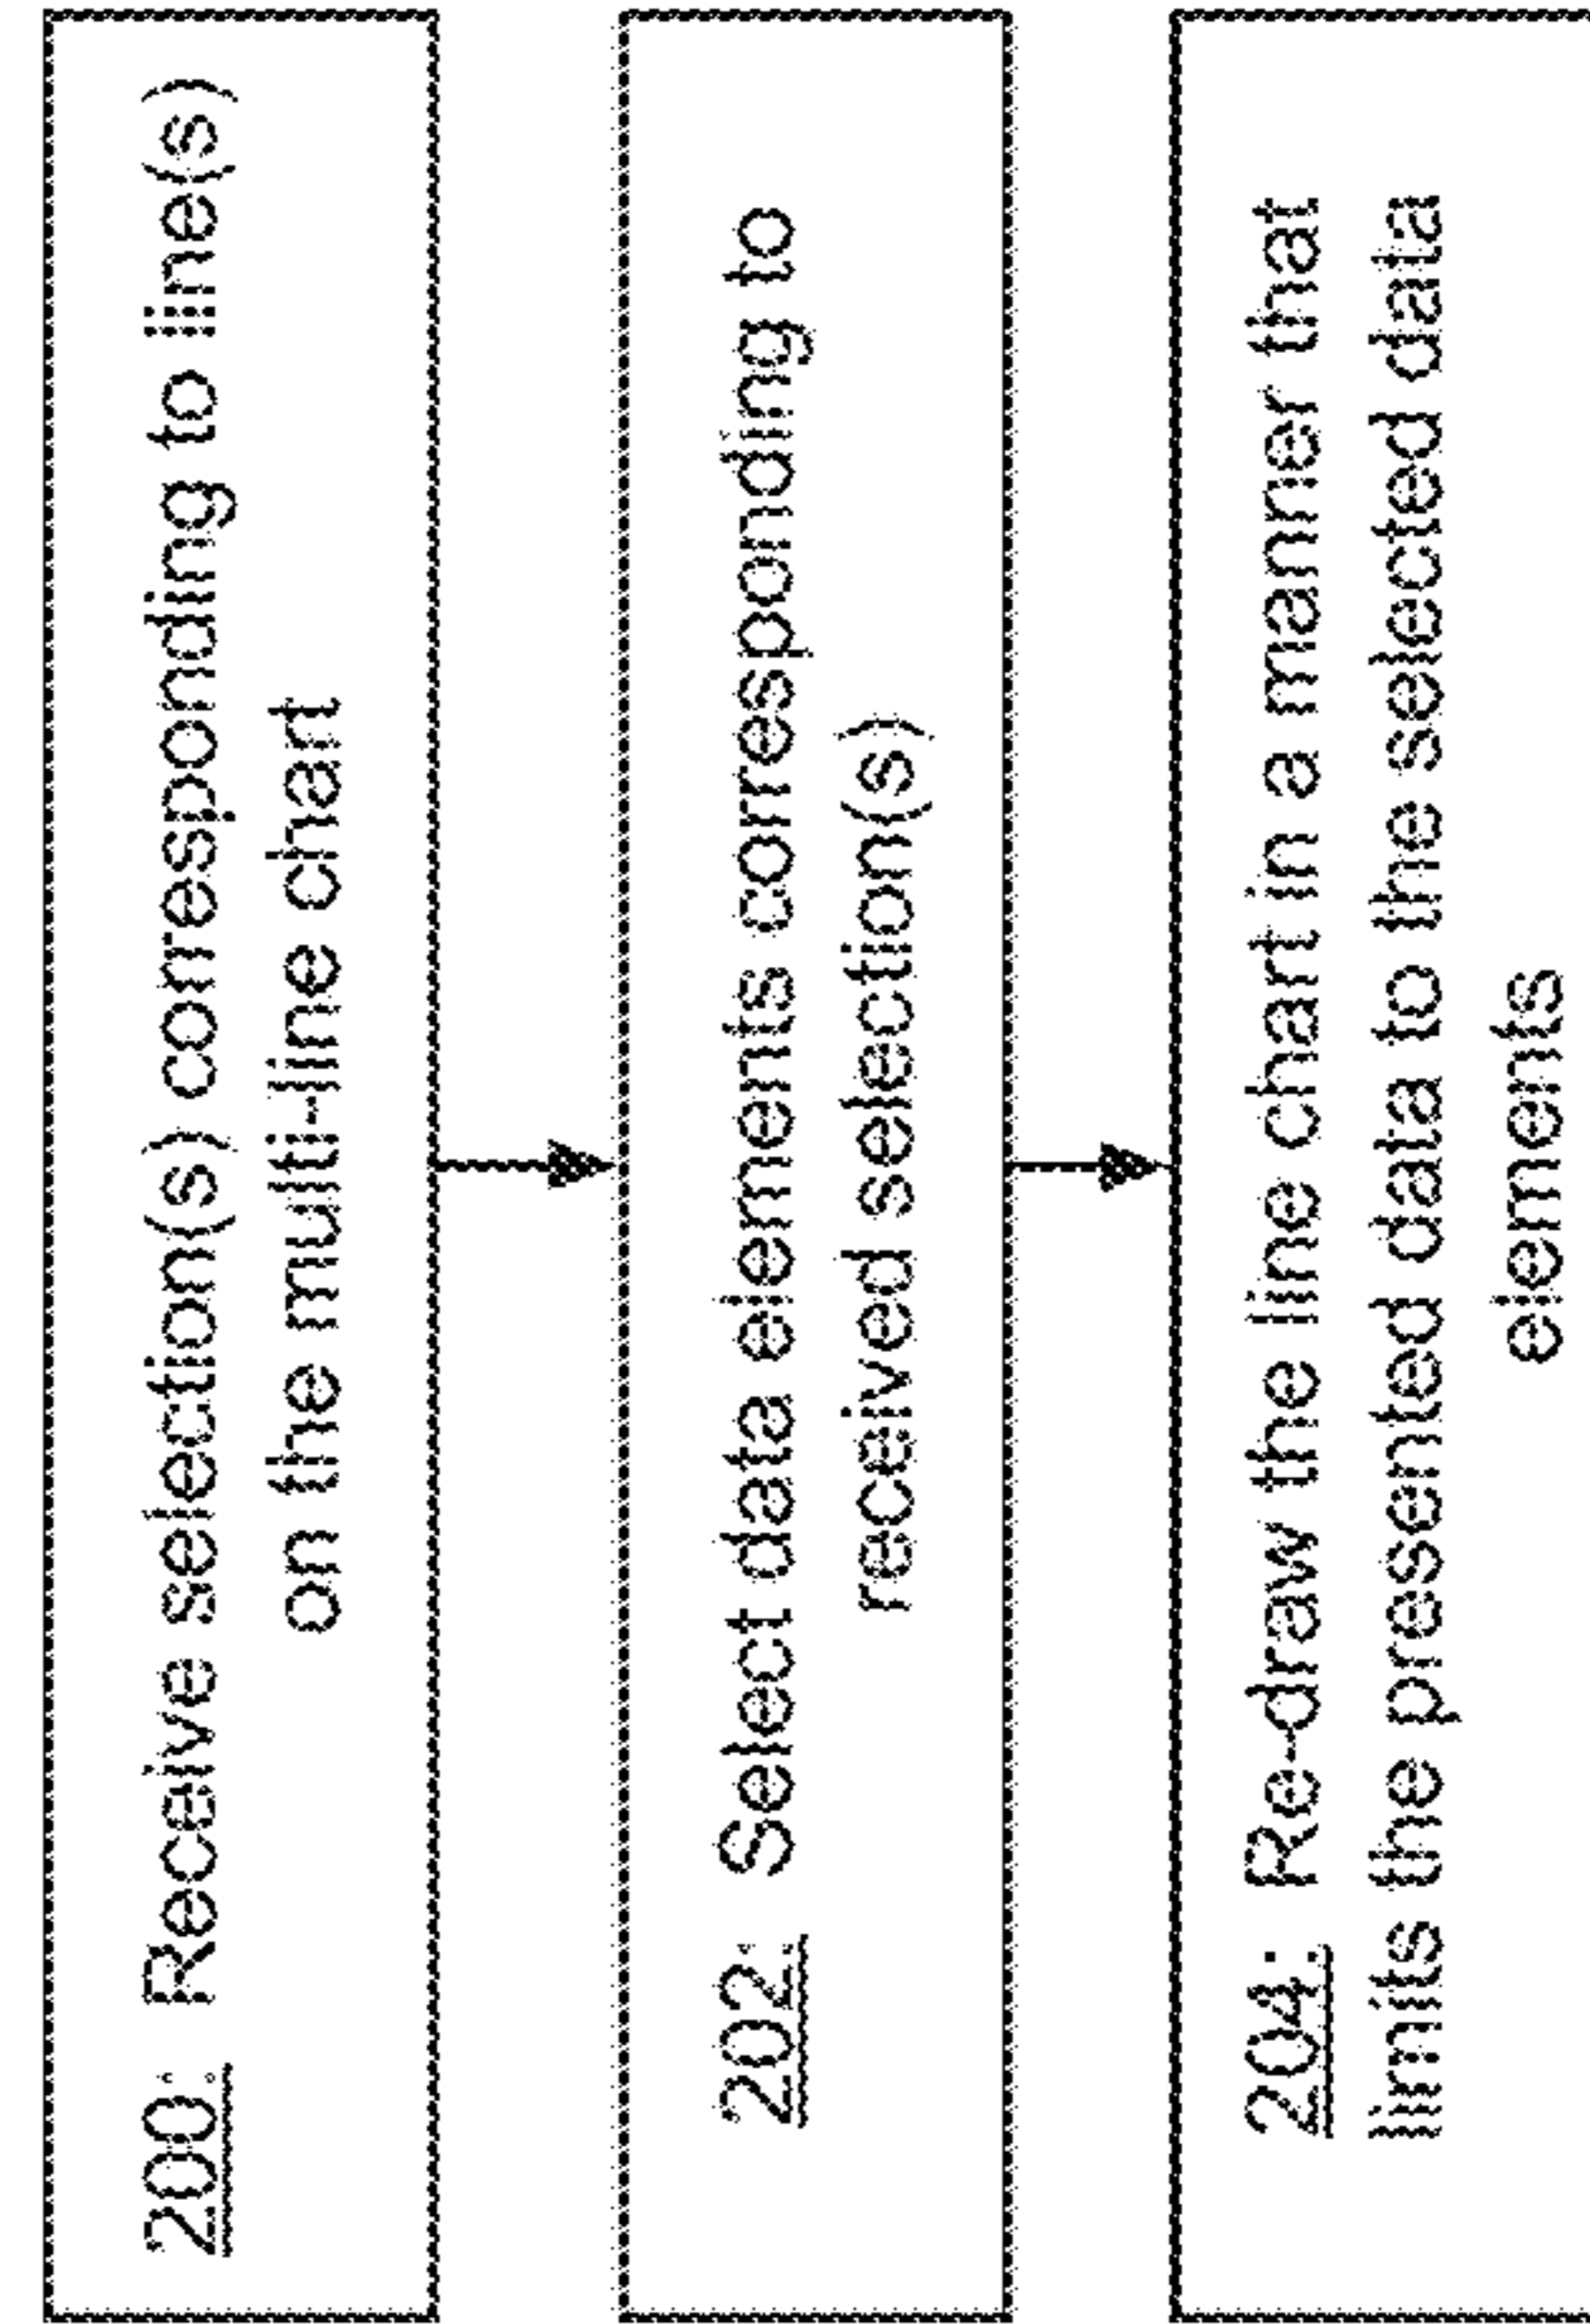 200: Receive selection(s) corresponding to line(s)
on the multi-line chart
202: Select data elements corresponding to
received selection(s)
204: Re-draw the line chart in a manner that
limits the presented data to the selected data
elements